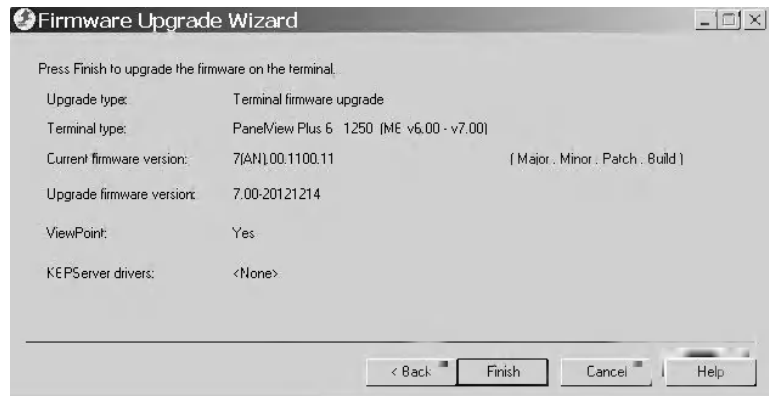 Firmware Upgrade Wizard
Press Finish to upgrade the firmware on the terminal.
Upgrade type: Terminal firmware upgrade
Terminal type: PanelView Plus 6 1250 (ME v6.00 - v7.00)
Current firmware version: 7(AN).00.1100.11 ( Major . Minor . Patch . Build )
Upgrade firmware version: 7.00-20121214
ViewPoint: Yes
KEPServer drivers: <None>
< Back Finish Cancel Help